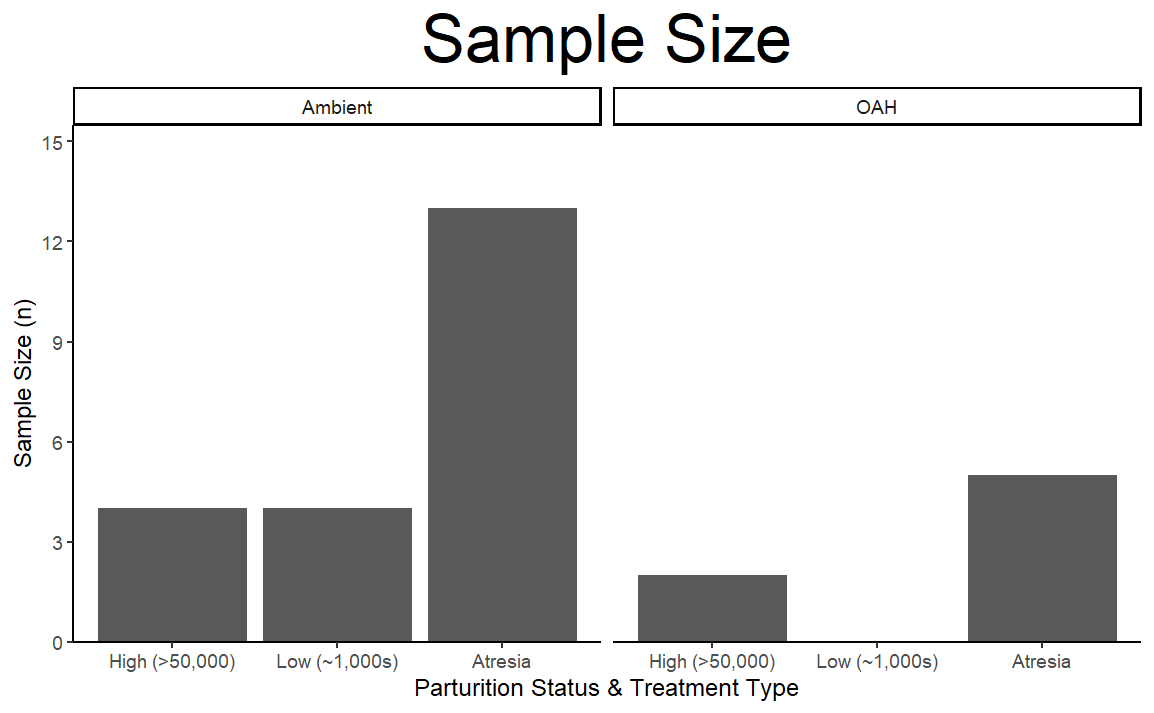 Sample Size
Ambient
OAH
Sample Size (n)
15
12
9
6
3
0
High (>50,000)
Low (~1,000s)
Atresia
High (>50,000)
Low (~1,000s)
Atresia
Parturition Status & Treatment Type